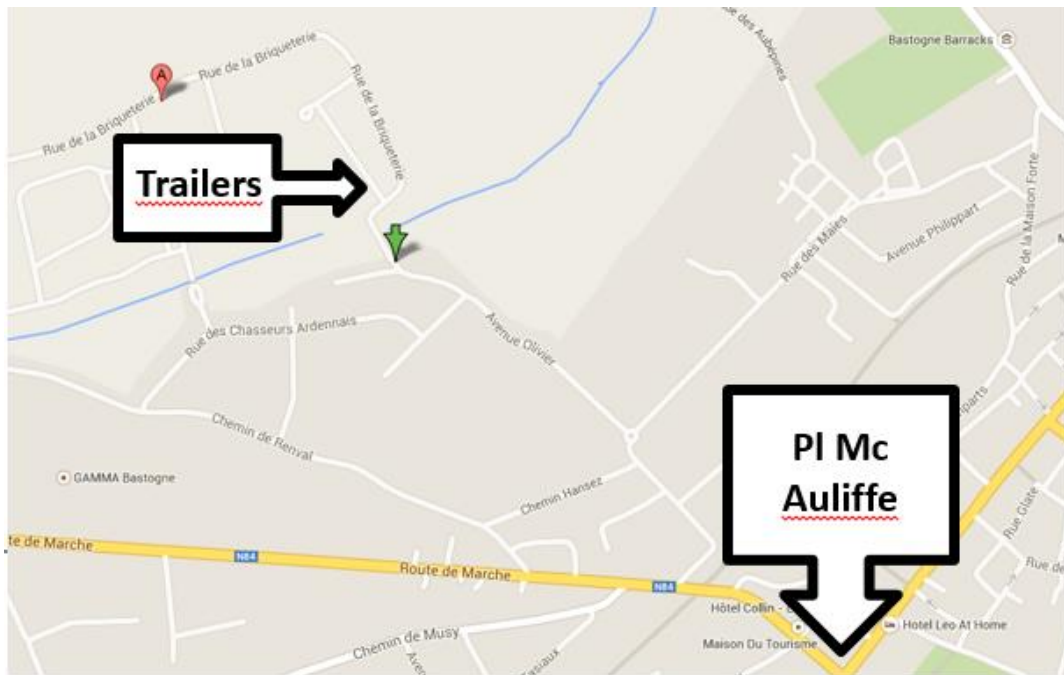 Rue des Aubépines
Bastogne Barracks
A
Rue de la Briqueterie
Rue de la Briqueterie
Rue de la Briqueterie
Trailers
Rue de la Maison Forte
Avenue Philippart
Rue des Maies
Avenue Olivier
Rue des Chasseurs Ardennais
Chemin de Renval
GAMMA Bastogne
Chemin Hansez
Pl Mc
Auliffe
Rue Glate
Rue de
te de Marche
N84
Route de Marche
N84
Hôtel Collin -
Hotel Leo At Home
Maison Du Tourisme
Chemin de Musy